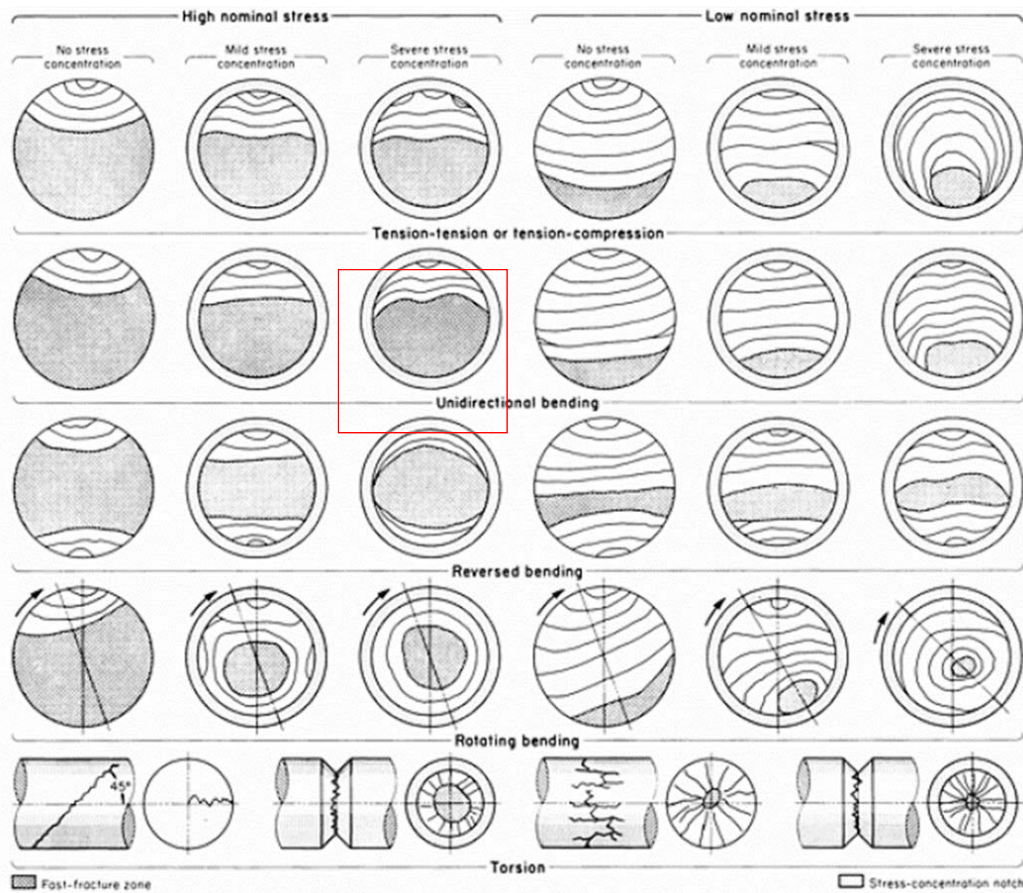 High nominal stress
Low nominal stress
No stress
concentration
Mild stress
concentration
Severe stress
concentration
No stress
concentration
Mild stress
concentration
Severe stress
concentration
Tension-tension or tension-compression
Unidirectional bending
Reversed bending
Rotating bending
45°
Torsion
Fast-fracture zone
Stress-concentration notch